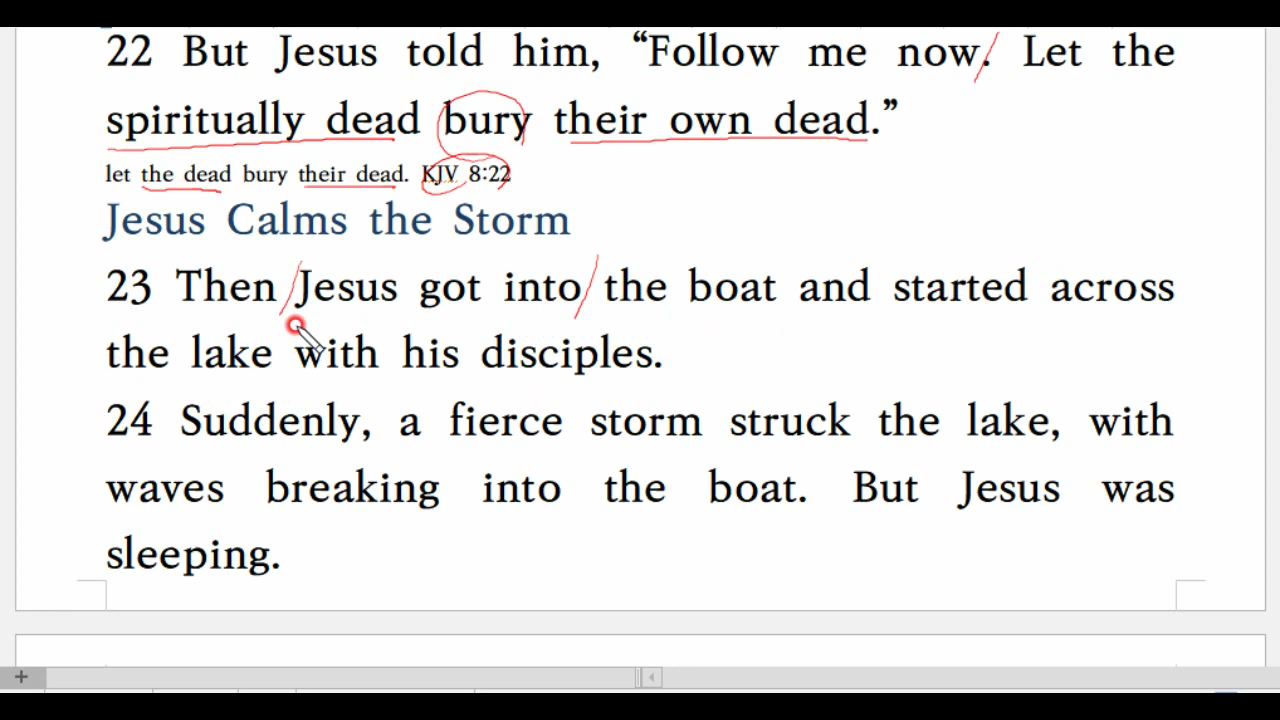 22 But Jesus told him, “Follow me now. Let the
spiritually dead bury their own dead.”
let the dead bury their dead. KJV 8:22
Jesus Calms the Storm
23 Then Jesus got into the boat and started across
the lake with his disciples.
24 Suddenly, a fierce storm struck the lake, with
waves breaking into the boat. But Jesus was
sleeping.